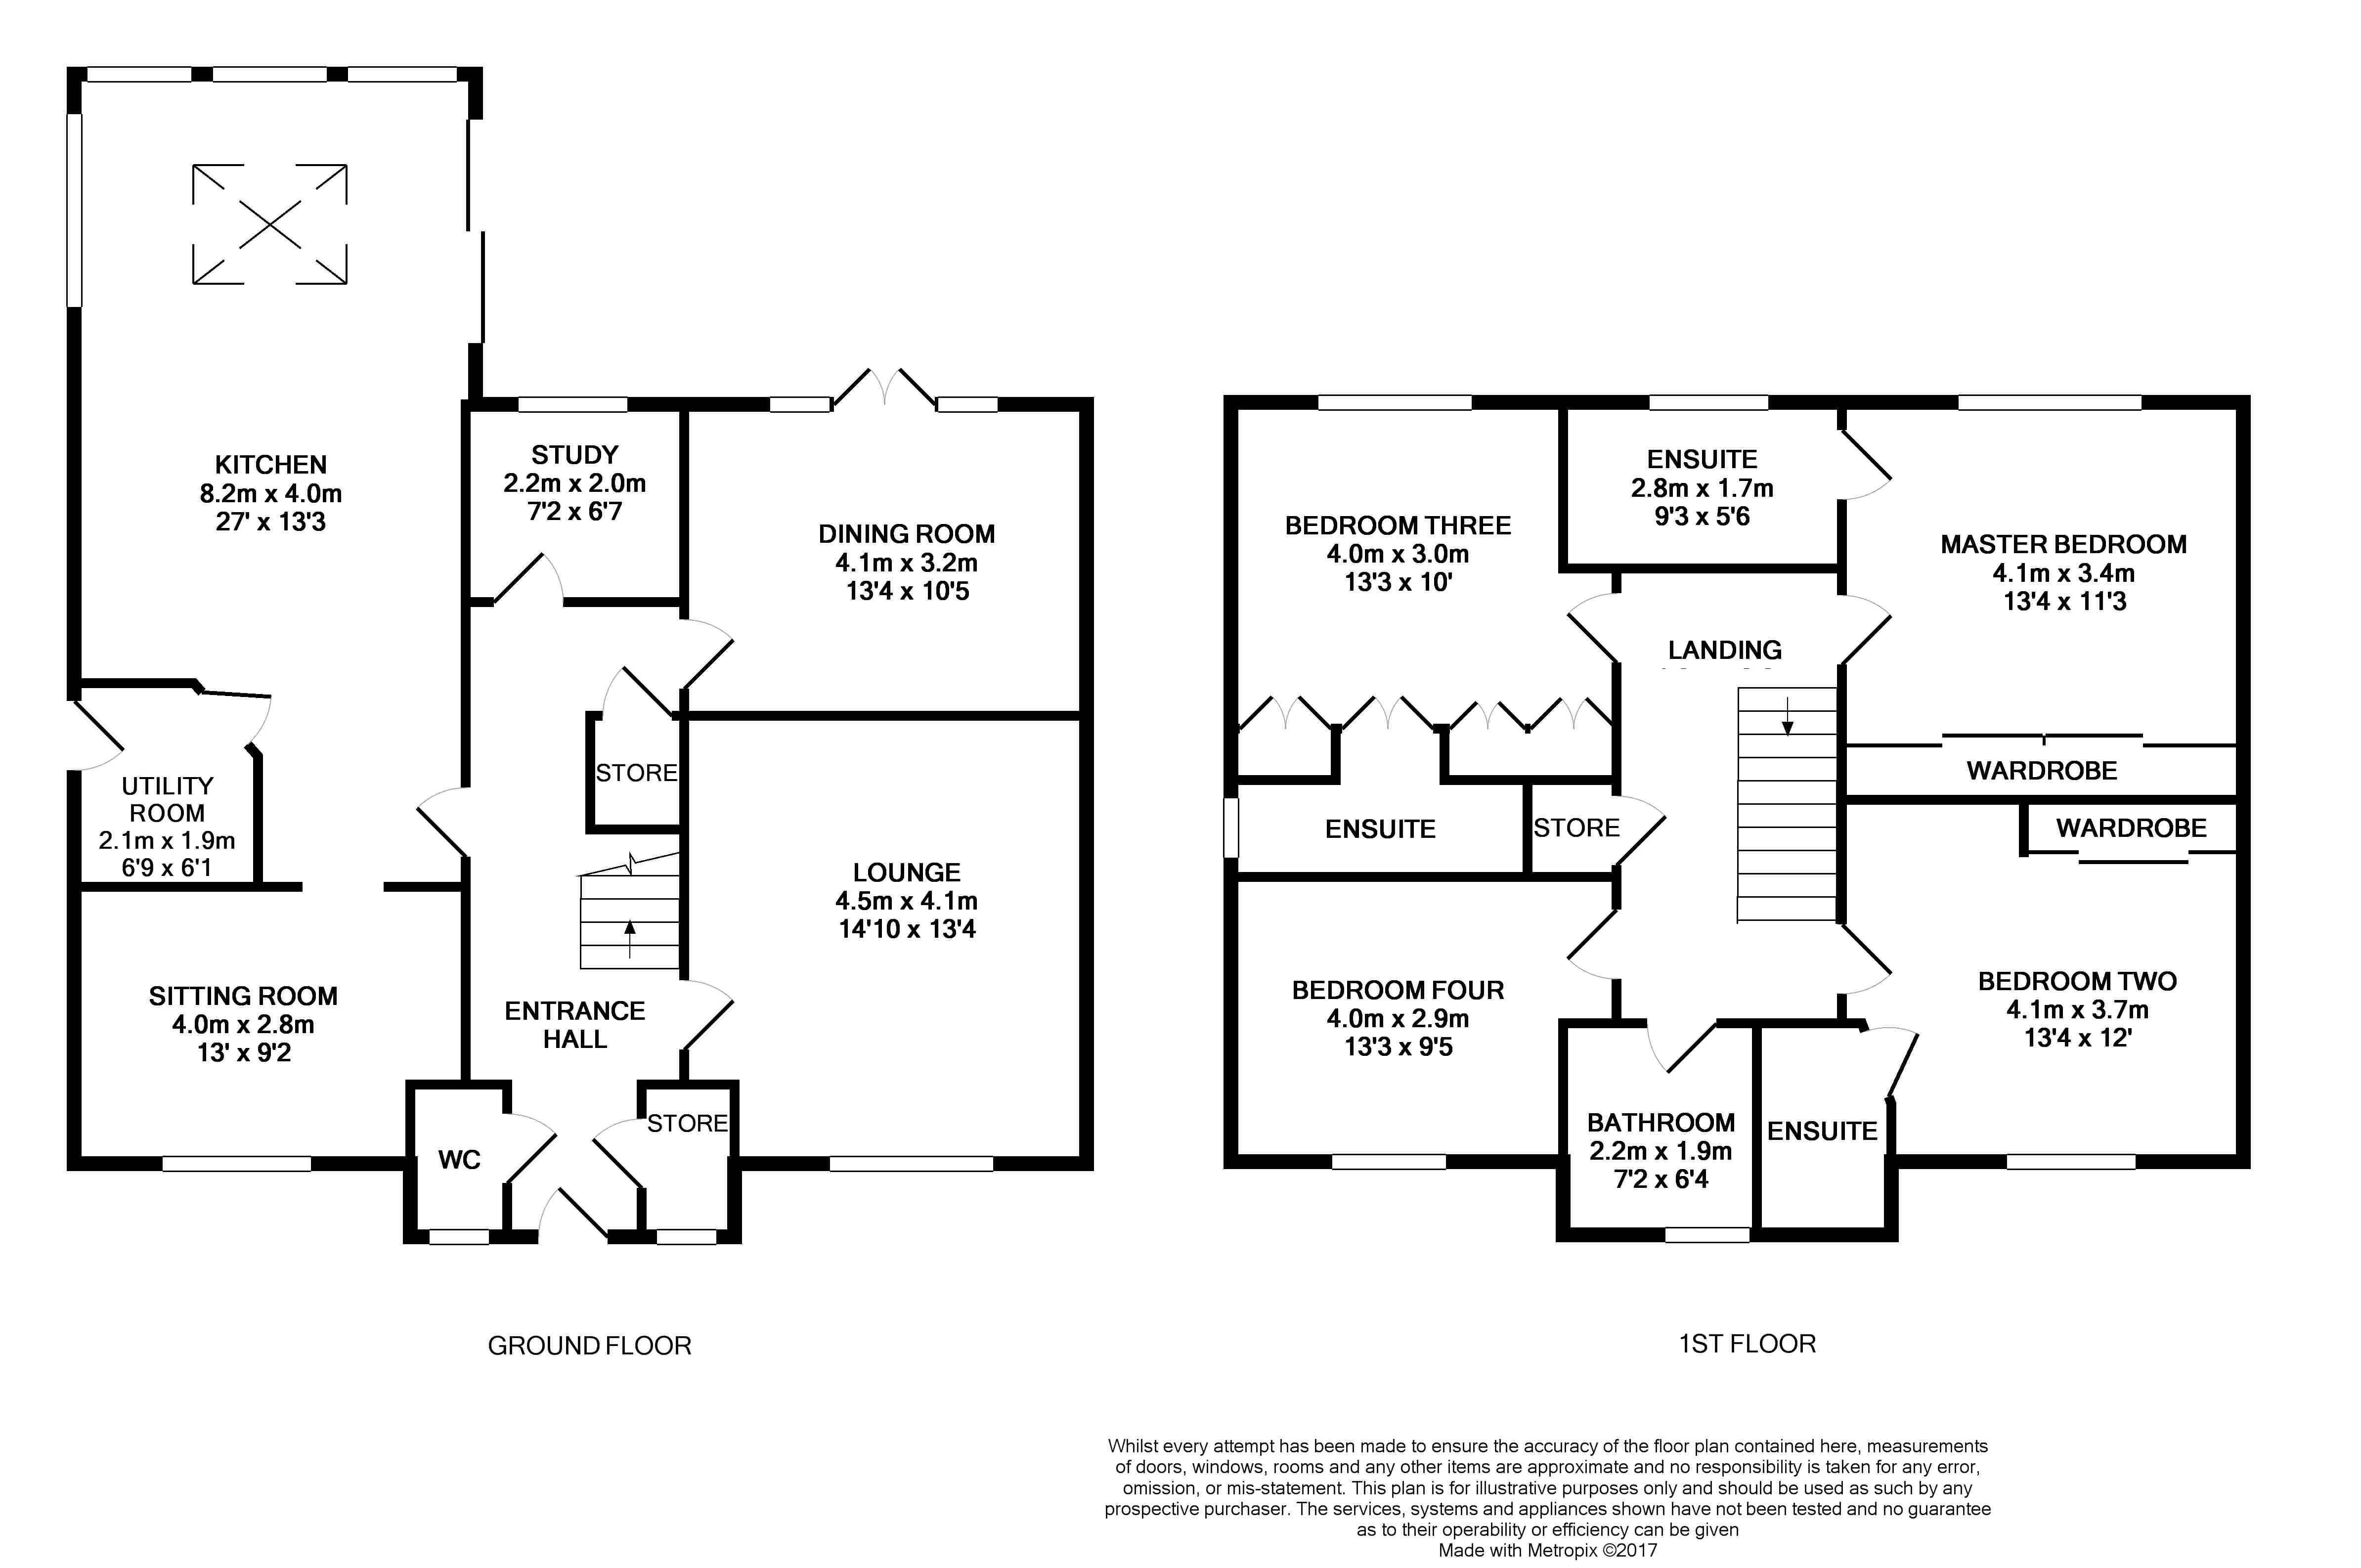 KITCHEN
8.2m x 4.0m
27' x 13'3
STUDY
2.2m x 2.0m
7'2 x 6'7
DINING ROOM
4.1m x 3.2m
13'4 x 10'5
STORE
UTILITY
ROOM
2.1m x 1.9m
6'9 x 6'1
LOUNGE
4.5m x 4.1m
14'10 x 13'4
SITTING ROOM
4.0m x 2.8m
13' x 9'2
ENTRANCE
HALL
STORE
WC
GROUND FLOOR
ENSUITE
2.8m x 1.7m
9'3 x 5'6
BEDROOM THREE
4.0m x 3.0m
13'3 x 10'
MASTER BEDROOM
4.1m x 3.4m
13'4 x 11'3
LANDING
WARDROBE
ENSUITE
STORE
WARDROBE
BEDROOM FOUR
4.0m x 2.9m
13'3 x 9'5
BEDROOM TWO
4.1m x 3.7m
13'4 x 12'
BATHROOM
2.2m x 1.9m
7'2 x 6'4
ENSUITE
1ST FLOOR
Whilst every attempt has been made to ensure the accuracy of the floor plan contained here, measurements
of doors, windows, rooms and any other items are approximate and no responsibility is taken for any error,
omission, or mis-statement. This plan is for illustrative purposes only and should be used as such by any
prospective purchaser. The services, systems and appliances shown have not been tested and no guarantee
as to their operability or efficiency can be given
Made with Metropix ©2017